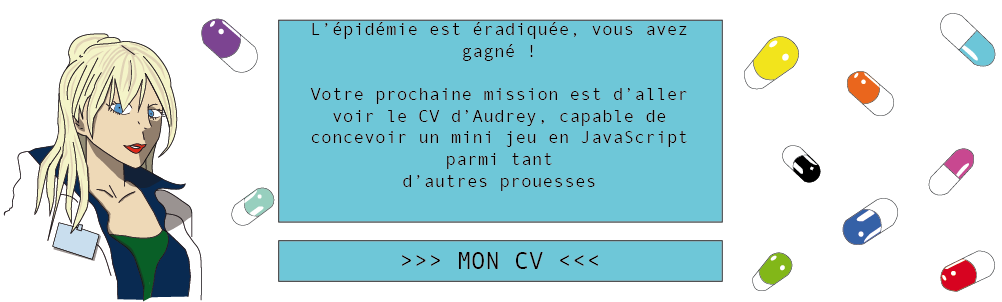 L'épidémie est éradiquée, vous avez
gagné !
Votre prochaine mission est d'aller
voir le CV d'Audrey, capable de
concevoir un mini jeu en JavaScript
parmi tant
d'autres prouesses
>>> MON CV <<<